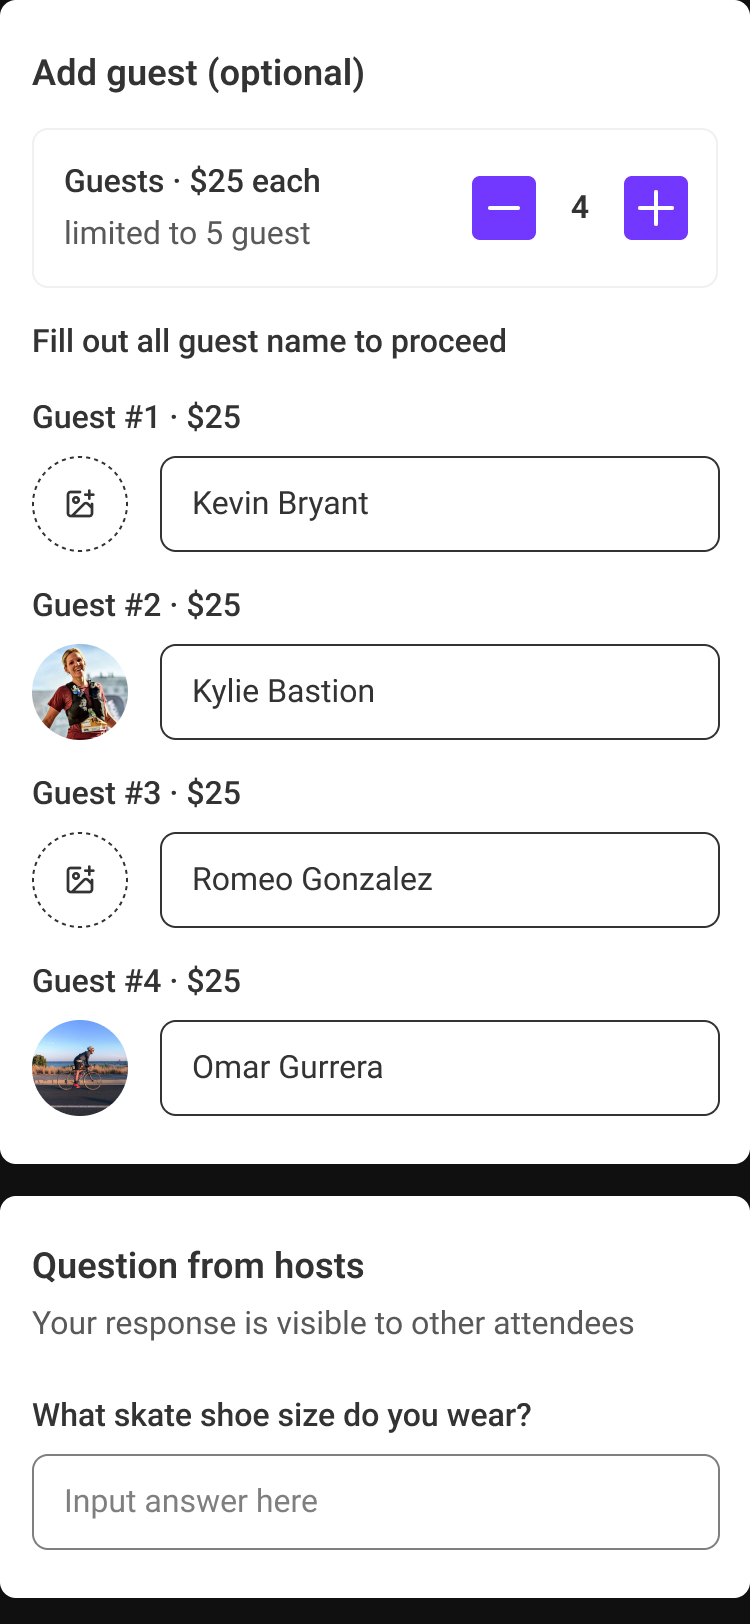 Add guest (optional)
Guests · $25 each
limited to 5 guest
4
Fill out all guest name to proceed
Guest #1 · $25
Kevin Bryant
Guest #2 · $25
Kylie Bastion
Guest #3 · $25
Romeo Gonzalez
Guest #4 · $25
Omar Gurrera
Question from hosts
Your response is visible to other attendees
What skate shoe size do you wear?
Input answer here